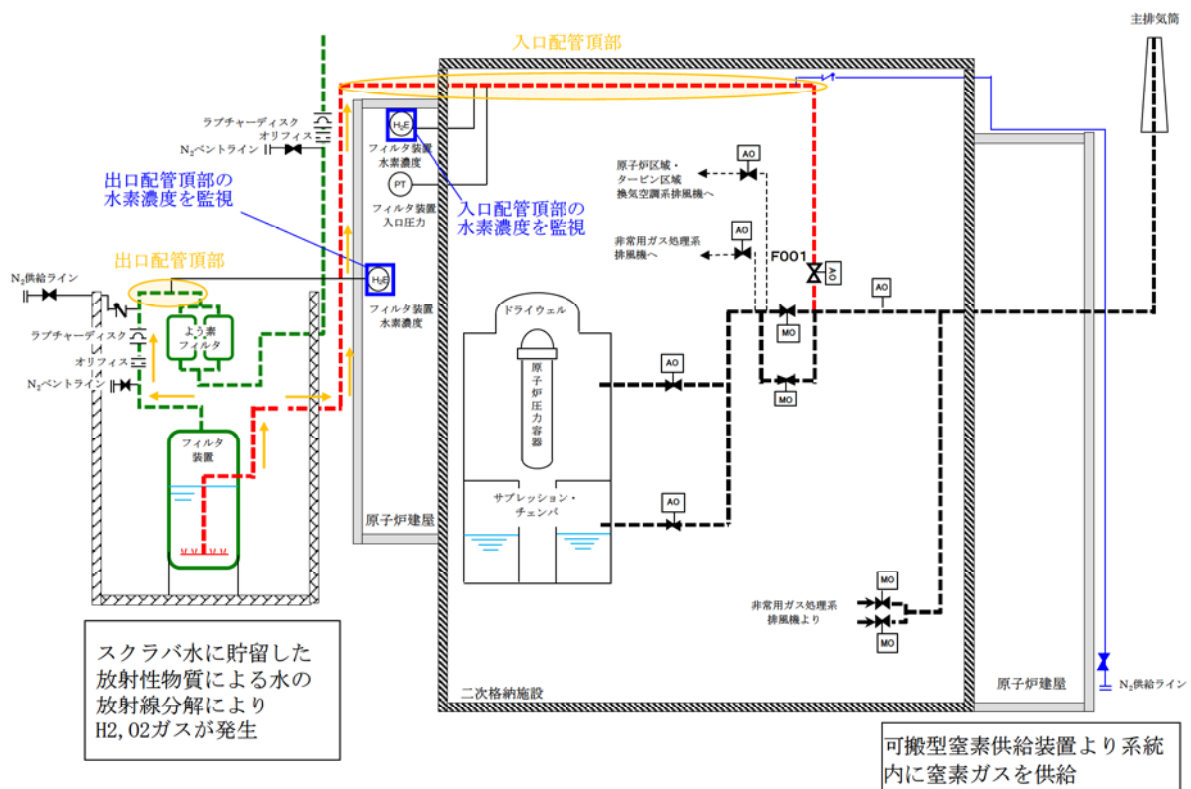 主排気筒
入口配管頂部
ラプチャーディスク
オリフィス
N₂ベントライン
H₂E
フィルタ装置
水素濃度
PT
フィルタ装置
入口圧力
出口配管頂部の
水素濃度を監視
入口配管頂部の
水素濃度を監視
原子炉区域・
タービン区域
換気空調系排風機へ
AO
非常用ガス処理系
排風機へ
AO
F001
AO
AO
出口配管頂部
N₂供給ライン
H₂E
フィルタ装置
水素濃度
ラプチャーディスク
よう素
フィルタ
オリフィス
N₂ベントライン
フィルタ
装置
ドライウェル
原子炉圧力容器
サプレッション・
チェンバ
MO
MO
AO
AO
原子炉建屋
MO
非常用ガス処理系
排風機より
MO
二次格納施設
原子炉建屋
N₂供給ライン
スクラバ水に貯留した
放射性物質による水の
放射線分解により
H2,O2ガスが発生
可搬型窒素供給装置より系統
内に窒素ガスを供給